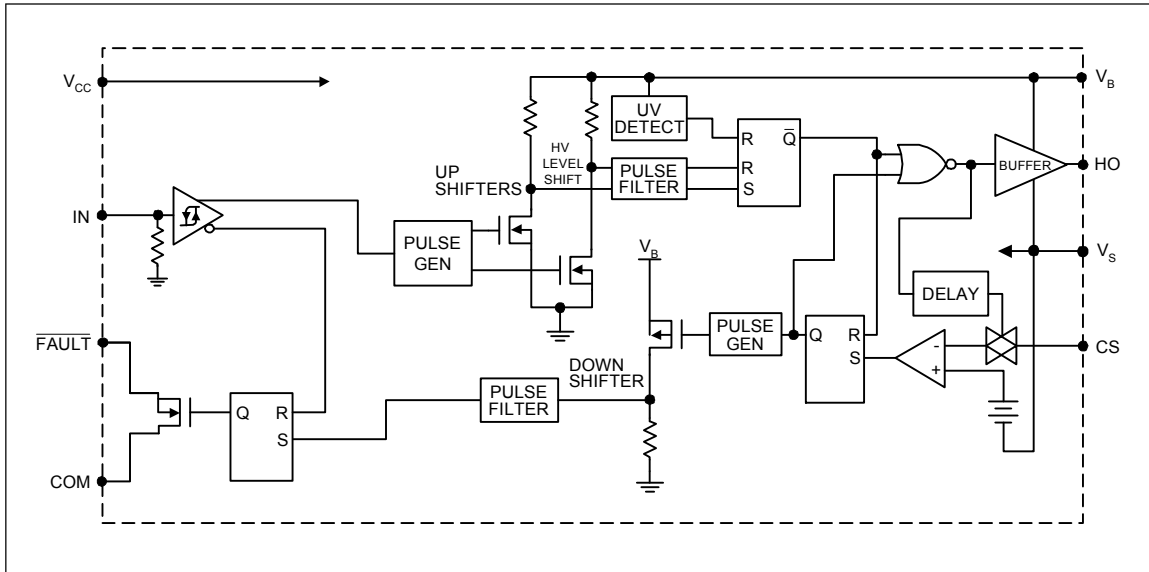 VCC
VB
UV
DETECT
R
Q̅
HV
LEVEL
SHIFT
PULSE
FILTER
R
S
UP
SHIFTERS
BUFFER
HO
IN
PULSE
GEN
VB
VS
DELAY
FAULT
PULSE
GEN
Q
R
S
-
+
CS
DOWN
SHIFTER
PULSE
FILTER
Q
R
S
COM